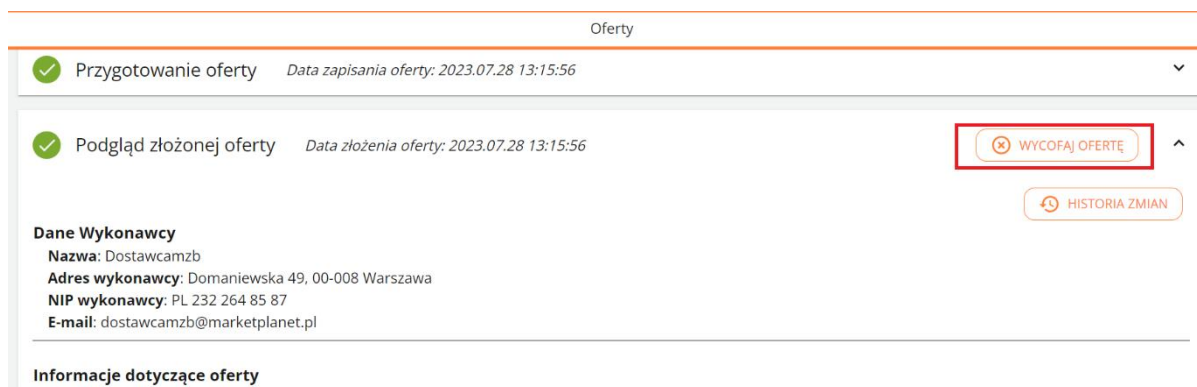 Oferty
Przygotowanie oferty Data zapisania oferty: 2023.07.28 13:15:56
Podgląd złożonej oferty Data złożenia oferty: 2023.07.28 13:15:56 WYCOFAJ OFERTĘ
HISTORIA ZMIAN
Dane Wykonawcy
Nazwa: Dostawcamzb
Adres wykonawcy: Domaniewska 49, 00-008 Warszawa
NIP wykonawcy: PL 232 264 85 87
E-mail: dostawcamzb@marketplanet.pl
Informacje dotyczące oferty